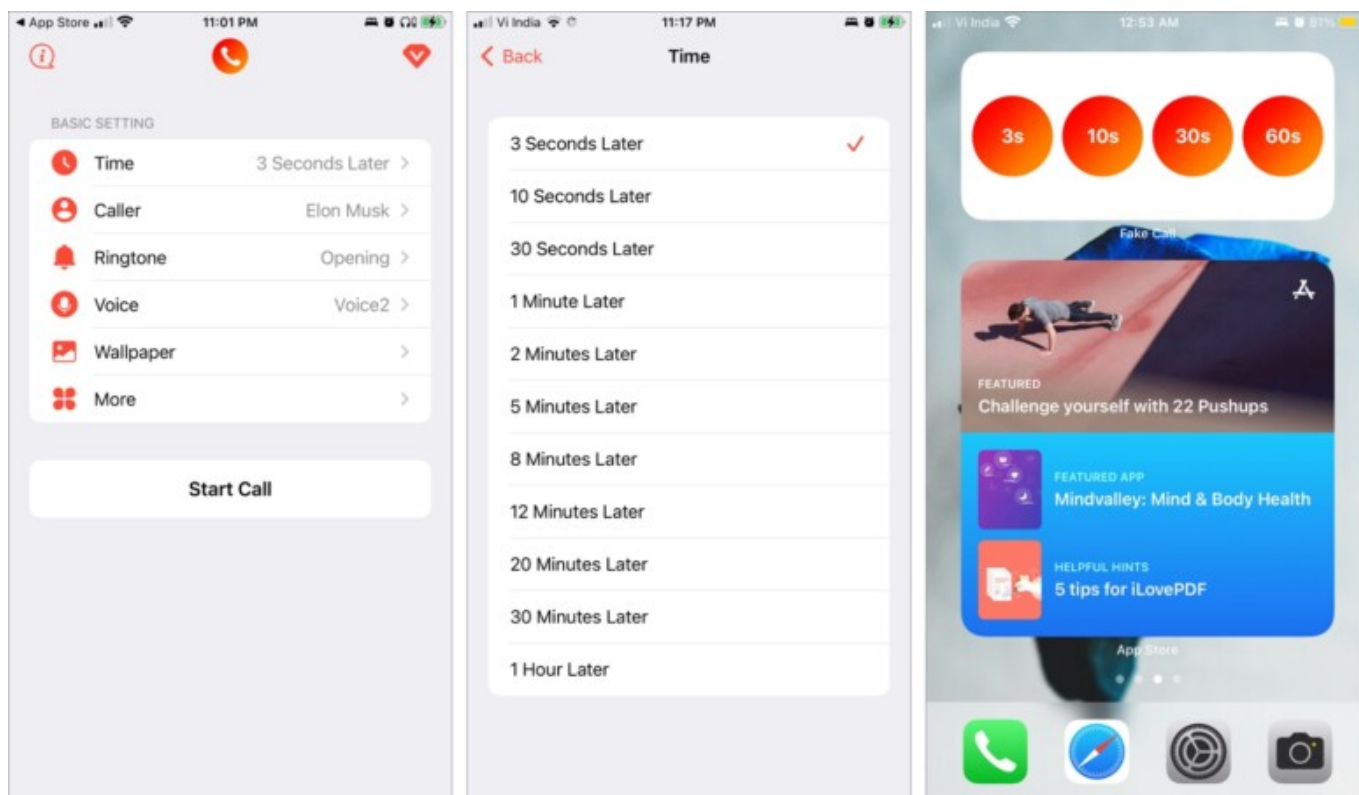 App Store
11:01 PM
BASIC SETTING
Time 3 Seconds Later
Caller Elon Musk
Ringtone Opening
Voice Voice2
Wallpaper
More
Start Call
Vi India
11:17 PM
Back
Time
3 Seconds Later
10 Seconds Later
30 Seconds Later
1 Minute Later
2 Minutes Later
5 Minutes Later
8 Minutes Later
12 Minutes Later
20 Minutes Later
30 Minutes Later
1 Hour Later
Vi India
12:53 AM
81%
3s 10s 30s 60s
Fake Call
FEATURED
Challenge yourself with 22 Pushups
FEATURED APP
Mindvalley: Mind & Body Health
HELPFUL HINTS
5 tips for iLovePDF
App Store